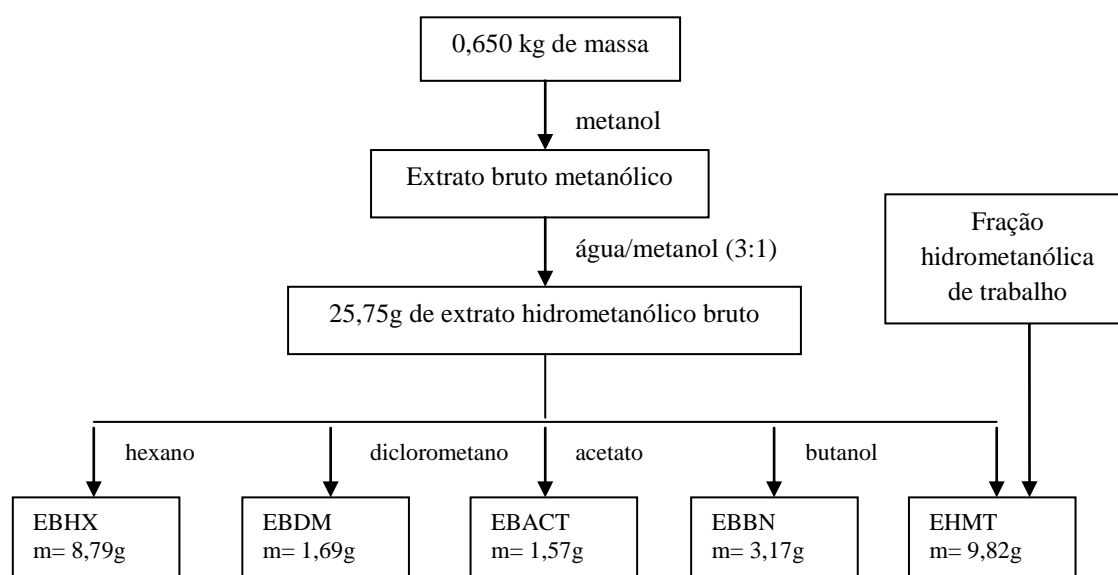 0,650 kg de massa
metanol
Extrato bruto metanólico
água/metanol (3:1)
25,75g de extrato hidrometanólico bruto
Fração
hidrometanólica
de trabalho
hexano
diclorometano
acetato
butanol
EBHX
m= 8,79g
EBDM
m= 1,69g
EBACT
m= 1,57g
EBBN
m= 3,17g
EHMT
m= 9,82g